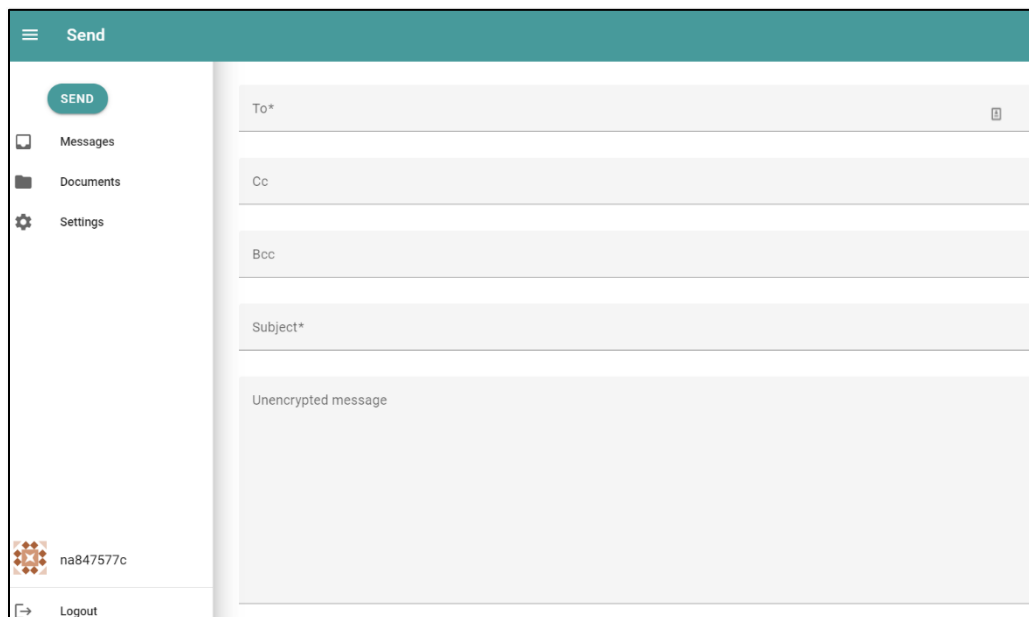 Send
SEND
Messages
Documents
Settings
na847577c
Logout
To*
Cc
Bcc
Subject*
Unencrypted message